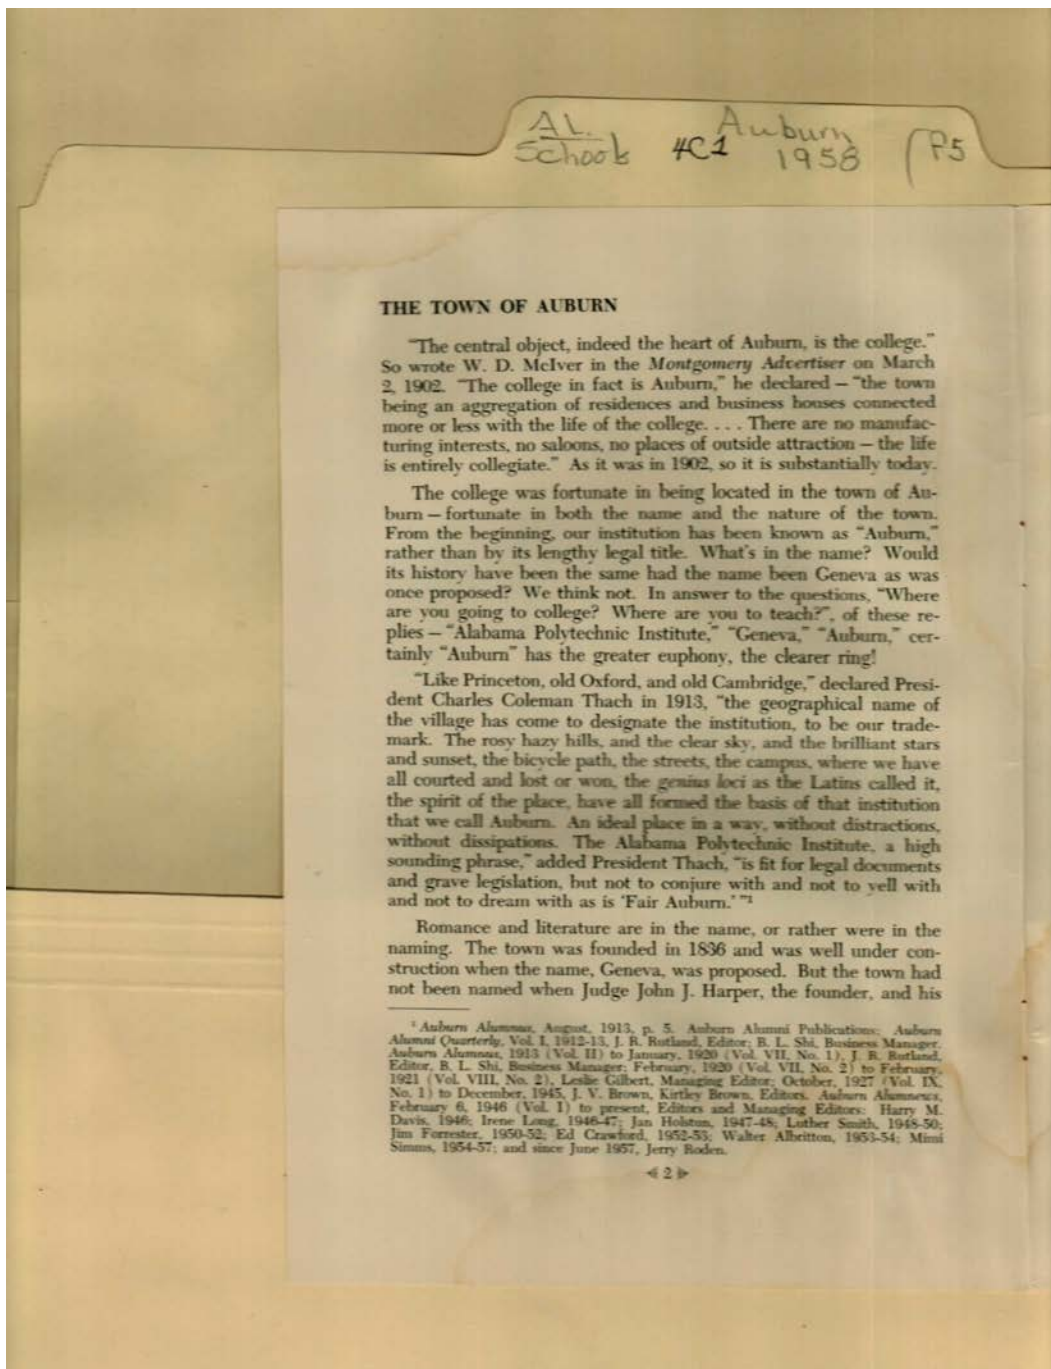 AL. Auburn
Schools 4C1 1958 (P5
THE TOWN OF AUBURN
"The central object, indeed the heart of Auburn, is the college."
So wrote W. D. McIver in the Montgomery Advertiser on March
2, 1902. "The college in fact is Auburn," he declared – "the town
being an aggregation of residences and business houses connected
more or less with the life of the college. . . . There are no manufac-
turing interests, no saloons, no places of outside attraction – the life
is entirely collegiate." As it was in 1902, so it is substantially today.
The college was fortunate in being located in the town of Au-
burn – fortunate in both the name and the nature of the town.
From the beginning, our institution has been known as "Auburn,"
rather than by its lengthy legal title. What's in the name? Would
its history have been the same had the name been Geneva as was
once proposed? We think not. In answer to the questions, "Where
are you going to college? Where are you to teach?", of these re-
plies – "Alabama Polytechnic Institute," "Geneva," "Auburn," cer-
tainly "Auburn" has the greater euphony, the clearer ring!
"Like Princeton, old Oxford, and old Cambridge," declared Presi-
dent Charles Coleman Thach in 1913, "the geographical name of
the village has come to designate the institution, to be our trade-
mark. The rosy hazy hills, and the clear sky, and the brilliant stars
and sunset, the bicycle path, the streets, the campus, where we have
all courted and lost or won, the genius loci as the Latins called it,
the spirit of the place, have all formed the basis of that institution
that we call Auburn. An ideal place in a way, without distractions,
without dissipations. The Alabama Polytechnic Institute, a high
sounding phrase," added President Thach, "is fit for legal documents
and grave legislation, but not to conjure with and not to yell with
and not to dream with as is 'Fair Auburn.' "1
Romance and literature are in the name, or rather were in the
naming. The town was founded in 1836 and was well under con-
struction when the name, Geneva, was proposed. But the town had
not been named when Judge John J. Harper, the founder, and his
1 Auburn Alumnus, August, 1913, p. 5. Auburn Alumni Publications: Auburn
Alumni Quarterly, Vol. I, 1912-13, J. R. Rutland, Editor; B. L. Shi, Business Manager.
Auburn Alumnus, 1913 (Vol. II) to January, 1920 (Vol. VII, No. 1), J. R. Rutland,
Editor, B. L. Shi, Business Manager; February, 1920 (Vol. VII, No. 2) to February,
1921 (Vol. VIII, No. 2), Leslie Gilbert, Managing Editor; October, 1927 (Vol. IX,
No. 1) to December, 1945, J. V. Brown, Kirtley Brown, Editors. Auburn Alumnews,
February 6, 1946 (Vol. I) to present, Editors and Managing Editors: Harry M.
Davis, 1946; Irene Long, 1946-47; Jan Holstun, 1947-48; Luther Smith, 1948-50;
Jim Forrester, 1950-52; Ed Crawford, 1952-53; Walter Albritton, 1953-54; Mimi
Simms, 1954-57; and since June 1957, Jerry Roden.
2